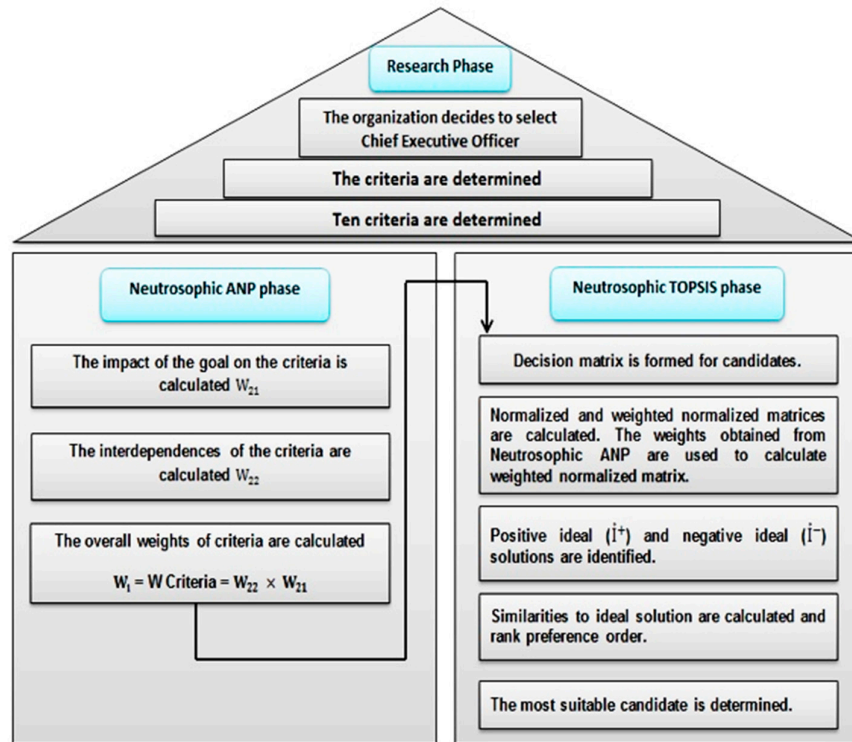 Research Phase
The organization decides to select
Chief Executive Officer
The criteria are determined
Ten criteria are determined
Neutrosophic ANP phase
The impact of the goal on the criteria is
calculated W₂₁
The interdependences of the criteria are
calculated W₂₂
The overall weights of criteria are calculated
Wᵢ = W Criteria = W₂₂ × W₂₁
Neutrosophic TOPSIS phase
Decision matrix is formed for candidates.
Normalized and weighted normalized matrices
are calculated. The weights obtained from
Neutrosophic ANP are used to calculate
weighted normalized matrix.
Positive ideal (İ⁺) and negative ideal (İ⁻)
solutions are identified.
Similarities to ideal solution are calculated and
rank preference order.
The most suitable candidate is determined.